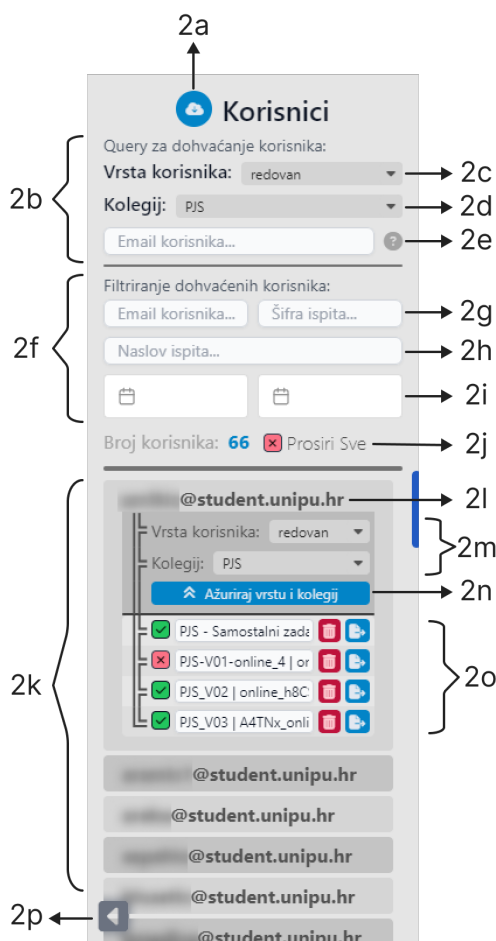 2a
Korisnici
Query za dohvaćanje korisnika:
Vrsta korisnika: redovan
2c
2b
Kolegij: PJS
2d
Email korisnika... ?
2e
Filtriranje dohvaćenih korisnika:
Email korisnika... Šifra ispita...
2g
2f
Naslov ispita...
2h
2i
Broj korisnika: 66 Prosiri Sve
2j
@student.unipu.hr
2l
Vrsta korisnika: redovan
2m
Kolegij: PJS
Ažuriraj vrstu i kolegij
2n
PJS - Samostalni zada
PJS-V01-online_4 | or
2o
2k
PJS_V02 | online_h8C
PJS_V03 | A4TNx_onli
@student.unipu.hr
@student.unipu.hr
@student.unipu.hr
@student.unipu.hr
2p
@student.unipu.hr